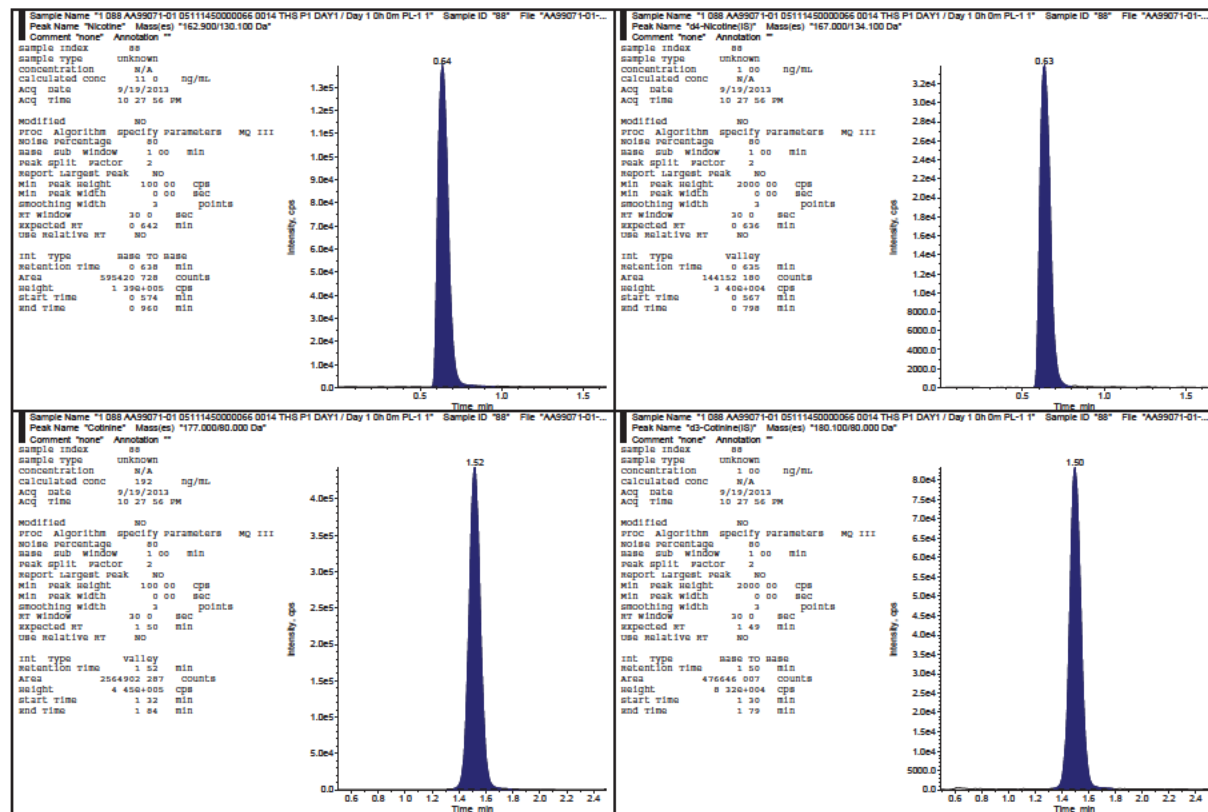 Sample Name "1 088 AA99071-01 05111450000066 0014 THS P1 DAY1 / Day 1 0h 0m PL-1 1" Sample ID "88" File "AA99071-01-...
Peak Name "Nicotine" Mass(es) "162.900/130.100 Da"
Comment "none" Annotation ""
Sample Index 88
Sample Type Unknown
Concentration N/A
Calculated Conc 11 0 ng/mL
Acq Date 9/19/2013
Acq Time 10 27 56 PM
Modified No
Proc Algorithm Specify Parameters MQ III
Noise Percentage 80
Base Sub Window 1 00 min
Peak Split Factor 2
Report Largest Peak No
Min Peak Height 100 00 cps
Min Peak Width 0 00 sec
Smoothing Width 3 points
RT Window 30 0 sec
Expected RT 0 642 min
Use Relative RT No
Int Type Base To Base
Retention Time 0 638 min
Area 595420 728 counts
Height 1 39e+005 cps
Start Time 0 574 min
End Time 0 960 min
0.64
Intensity, cps
1.3e5
1.2e5
1.1e5
1.0e5
9.0e4
8.0e4
7.0e4
6.0e4
5.0e4
4.0e4
3.0e4
2.0e4
1.0e4
0.0
0.5 1.0 1.5
Time min
Sample Name "1 088 AA99071-01 05111450000066 0014 THS P1 DAY1 / Day 1 0h 0m PL-1 1" Sample ID "88" File "AA99071-01-...
Peak Name "d4-Nicotine(IS)" Mass(es) "167.000/134.100 Da"
Comment "none" Annotation ""
Sample Index 88
Sample Type Unknown
Concentration 1 00 ng/mL
Calculated Conc N/A
Acq Date 9/19/2013
Acq Time 10 27 56 PM
Modified No
Proc Algorithm Specify Parameters MQ III
Noise Percentage 80
Base Sub Window 1 00 min
Peak Split Factor 2
Report Largest Peak No
Min Peak Height 2000 00 cps
Min Peak Width 0 00 sec
Smoothing Width 3 points
RT Window 30 0 sec
Expected RT 0 636 min
Use Relative RT No
Int Type Valley
Retention Time 0 635 min
Area 144152 180 counts
Height 3 40e+004 cps
Start Time 0 567 min
End Time 0 798 min
0.63
Intensity, cps
3.2e4
3.0e4
2.8e4
2.6e4
2.4e4
2.2e4
2.0e4
1.8e4
1.6e4
1.4e4
1.2e4
1.0e4
8000.0
6000.0
4000.0
2000.0
0.0
0.5 1.0 1.5
Time min
Sample Name "1 088 AA99071-01 05111450000066 0014 THS P1 DAY1 / Day 1 0h 0m PL-1 1" Sample ID "88" File "AA99071-01-...
Peak Name "Cotinine" Mass(es) "177.000/80.000 Da"
Comment "none" Annotation ""
Sample Index 88
Sample Type Unknown
Concentration N/A
Calculated Conc 192 ng/mL
Acq Date 9/19/2013
Acq Time 10 27 56 PM
Modified No
Proc Algorithm Specify Parameters MQ III
Noise Percentage 80
Base Sub Window 1 00 min
Peak Split Factor 2
Report Largest Peak No
Min Peak Height 100 00 cps
Min Peak Width 0 00 sec
Smoothing Width 3 points
RT Window 30 0 sec
Expected RT 1 50 min
Use Relative RT No
Int Type Valley
Retention Time 1 52 min
Area 2564902 287 counts
Height 4 45e+005 cps
Start Time 1 32 min
End Time 1 84 min
1.52
Intensity, cps
4.0e5
3.5e5
3.0e5
2.5e5
2.0e5
1.5e5
1.0e5
5.0e4
0.0
0.6 0.8 1.0 1.2 1.4 1.6 1.8 2.0 2.2 2.4
Time min
Sample Name "1 088 AA99071-01 05111450000066 0014 THS P1 DAY1 / Day 1 0h 0m PL-1 1" Sample ID "88" File "AA99071-01-...
Peak Name "d3-Cotinine(IS)" Mass(es) "180.100/80.000 Da"
Comment "none" Annotation ""
Sample Index 88
Sample Type Unknown
Concentration 1 00 ng/mL
Calculated Conc N/A
Acq Date 9/19/2013
Acq Time 10 27 56 PM
Modified No
Proc Algorithm Specify Parameters MQ III
Noise Percentage 80
Base Sub Window 1 00 min
Peak Split Factor 2
Report Largest Peak No
Min Peak Height 2000 00 cps
Min Peak Width 0 00 sec
Smoothing Width 3 points
RT Window 30 0 sec
Expected RT 1 49 min
Use Relative RT No
Int Type Base To Base
Retention Time 1 50 min
Area 476646 007 counts
Height 8 32e+004 cps
Start Time 1 30 min
End Time 1 79 min
1.50
Intensity, cps
8.0e4
7.5e4
7.0e4
6.5e4
6.0e4
5.5e4
5.0e4
4.5e4
4.0e4
3.5e4
3.0e4
2.5e4
2.0e4
1.5e4
1.0e4
5000.0
0.0
0.6 0.8 1.0 1.2 1.4 1.6 1.8 2.0 2.2 2.4
Time min